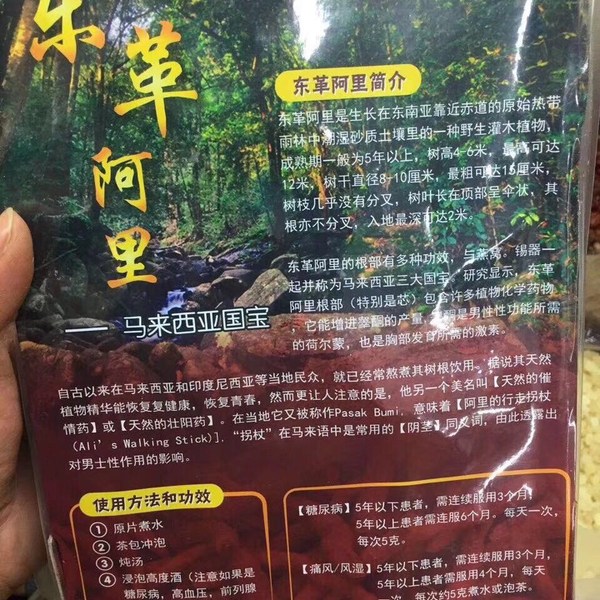 东革阿里
—— 马来西亚国宝
东革阿里简介
东革阿里是生长在东南亚靠近赤道的原始热带
雨林中潮湿砂质土壤里的一种野生灌木植物，
成熟期一般为5年以上，树高4-6米，最高可达
12米，树干直径8-10厘米，最粗可达15厘米，
树枝几乎没有分叉，树叶长在顶部呈伞状，其
根亦不分叉，入地最深可达2米。
东革阿里的根部有多种功效，与燕窝、锡器一
起并称为马来西亚三大国宝 研究显示，东革
阿里根部（特别是芯）包含许多植物化学药物
，它能增进睾酮的产量，睾酮是男性性功能所需
的荷尔蒙，也是胸部发育所需的激素。
自古以来在马来西亚和印度尼西亚等当地民众，就已经常熬煮其树根饮用，据说其天然
植物精华能恢复复健康，恢复青春，然而更让人注意的是，他另一个美名叫【天然的催
情药】或【天然的壮阳药】。在当地它又被称作Pasak Bumi，意味着【阿里的行走拐杖
（Ali's Walking Stick)】，“拐杖”在马来语中是常用的【阴茎】同义词，由此透露出
对男士性作用的影响。
使用方法和功效
① 原片煮水
② 茶包冲泡
③ 炖汤
④ 浸泡高度酒（注意如果是
糖尿病，高血压，前列腺
【糖尿病】5年以下患者，需连续服用3个月；
5年以上患者需连服6个月。每天一次，
每次5克。
【痛风/风湿】5年以下患者，需连续服用3个月，
5年以上患者需服用4个月，每天
一次，每次约5克煮水或泡茶。